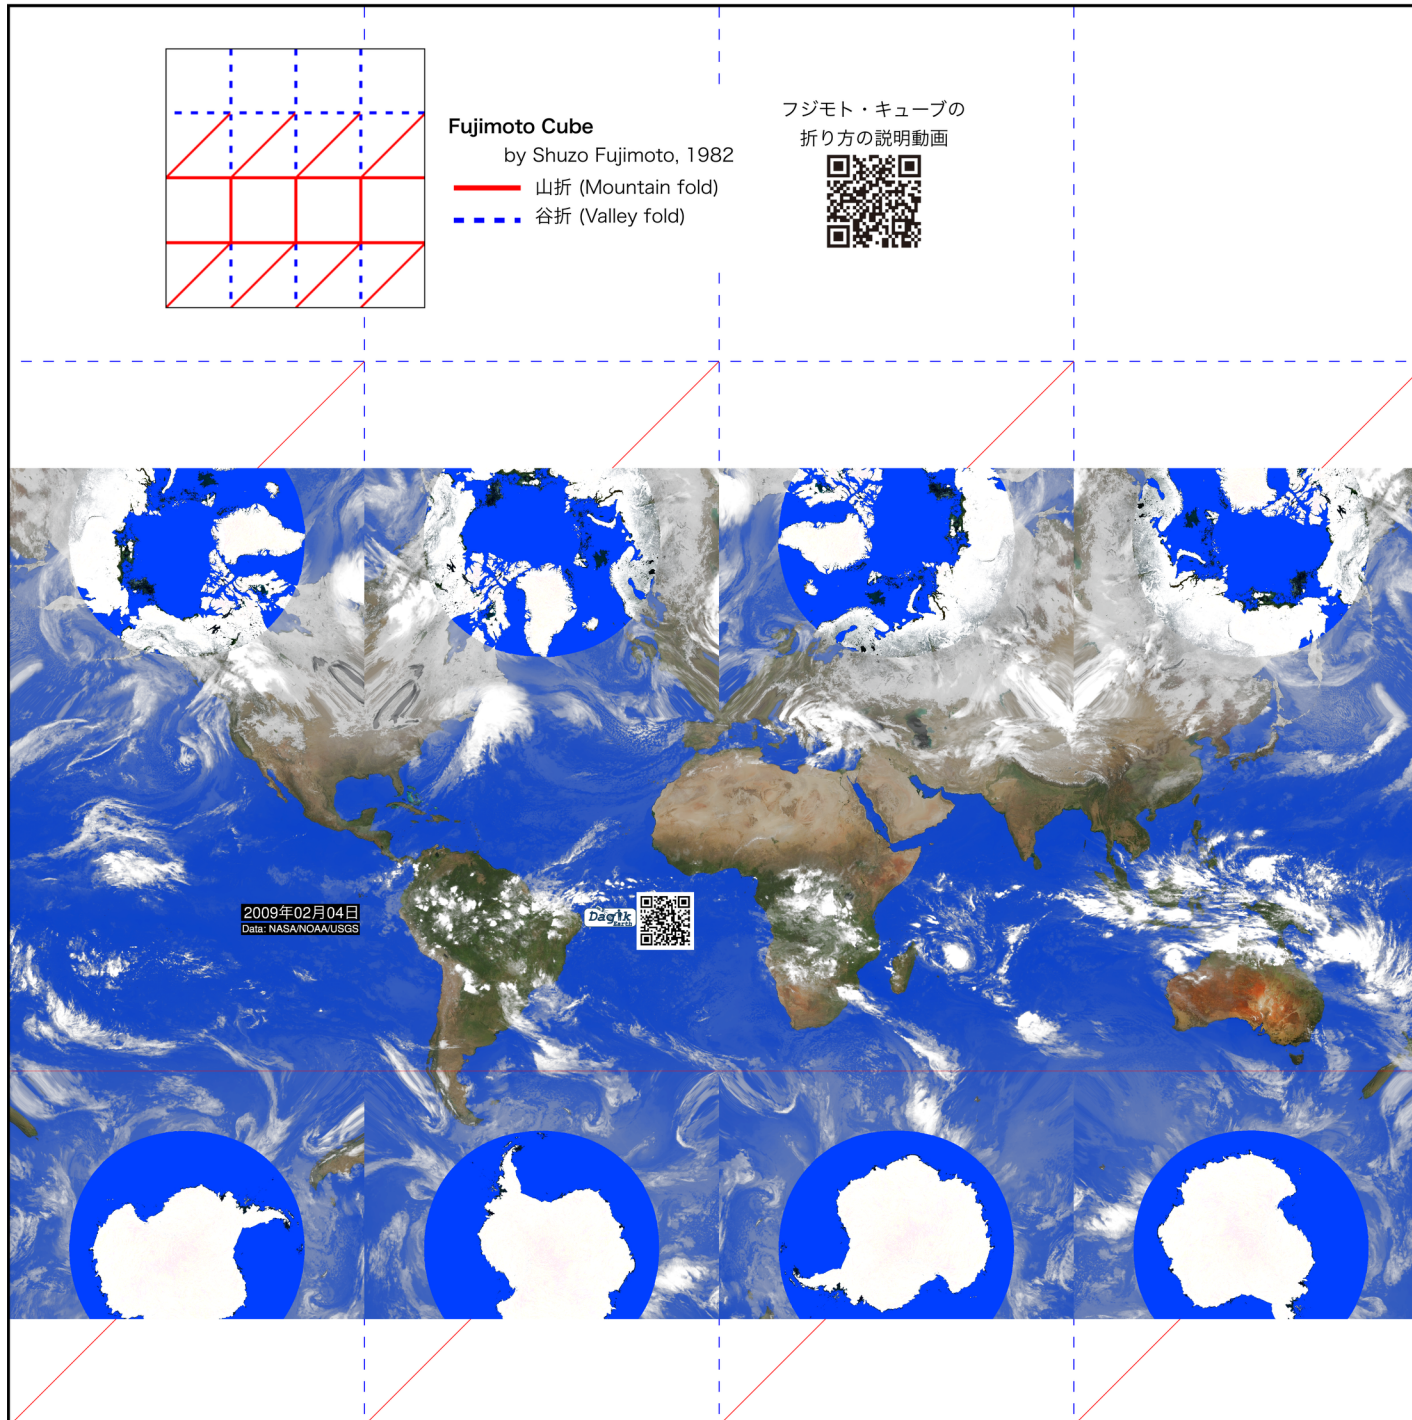 Fujimoto Cube
by Shuzo Fujimoto, 1982
山折 (Mountain fold)
谷折 (Valley fold)
フジモト・キューブの
折り方の説明動画
2009年02月04日
Data: NASA/NOAA/USGS
Dagik
Earth